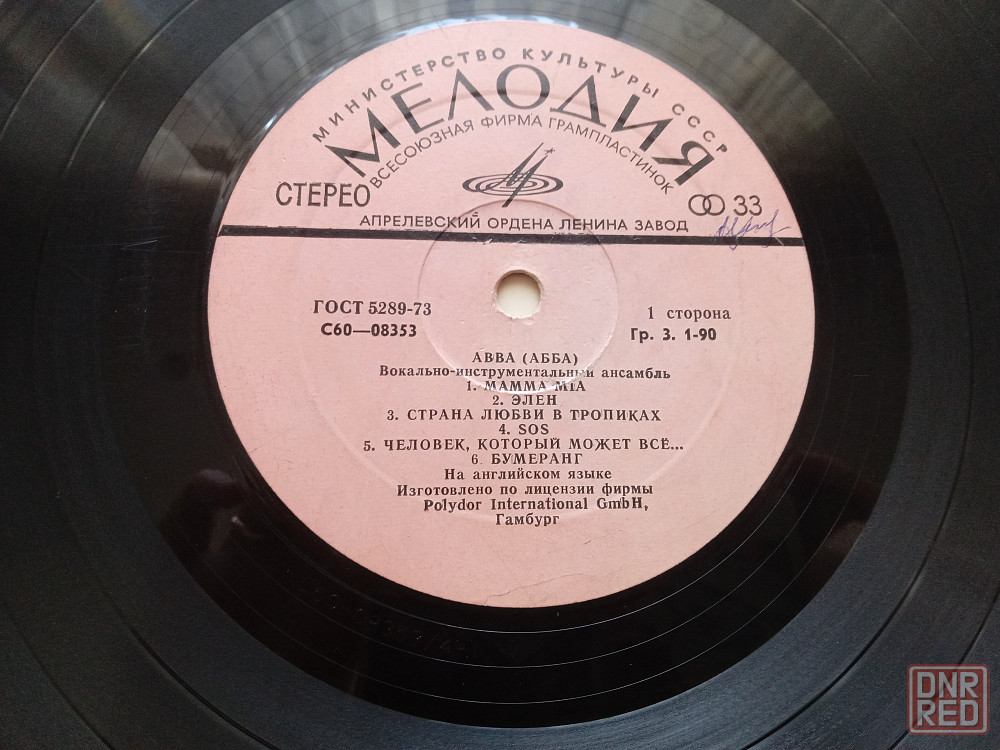 МИНИСТЕРСТВО КУЛЬТУРЫ СССР
МЕЛОДИЯ
ВСЕСОЮЗНАЯ ФИРМА ГРАМПЛАСТИНОК
СТЕРЕО
33
АПРЕЛЕВСКИЙ ОРДЕНА ЛЕНИНА ЗАВОД
ГОСТ 5289-73
1 сторона
С60—08353
Гр. 3. 1-90
ABBA (АББА)
Вокально-инструментальный ансамбль
1. MAMMA MIA
2. ЭЛЕН
3. СТРАНА ЛЮБВИ В ТРОПИКАХ
4. SOS
5. ЧЕЛОВЕК, КОТОРЫЙ МОЖЕТ ВСЁ...
6. БУМЕРАНГ
На английском языке
Изготовлено по лицензии фирмы
Polydor International GmbH,
Гамбург
DNR
RED